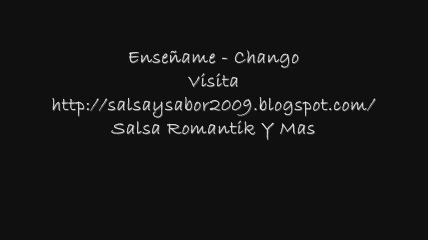 Enseñame - Chango
Visita
http://salsaysabor2009.blogspot.com/
Salsa Romantik Y Mas